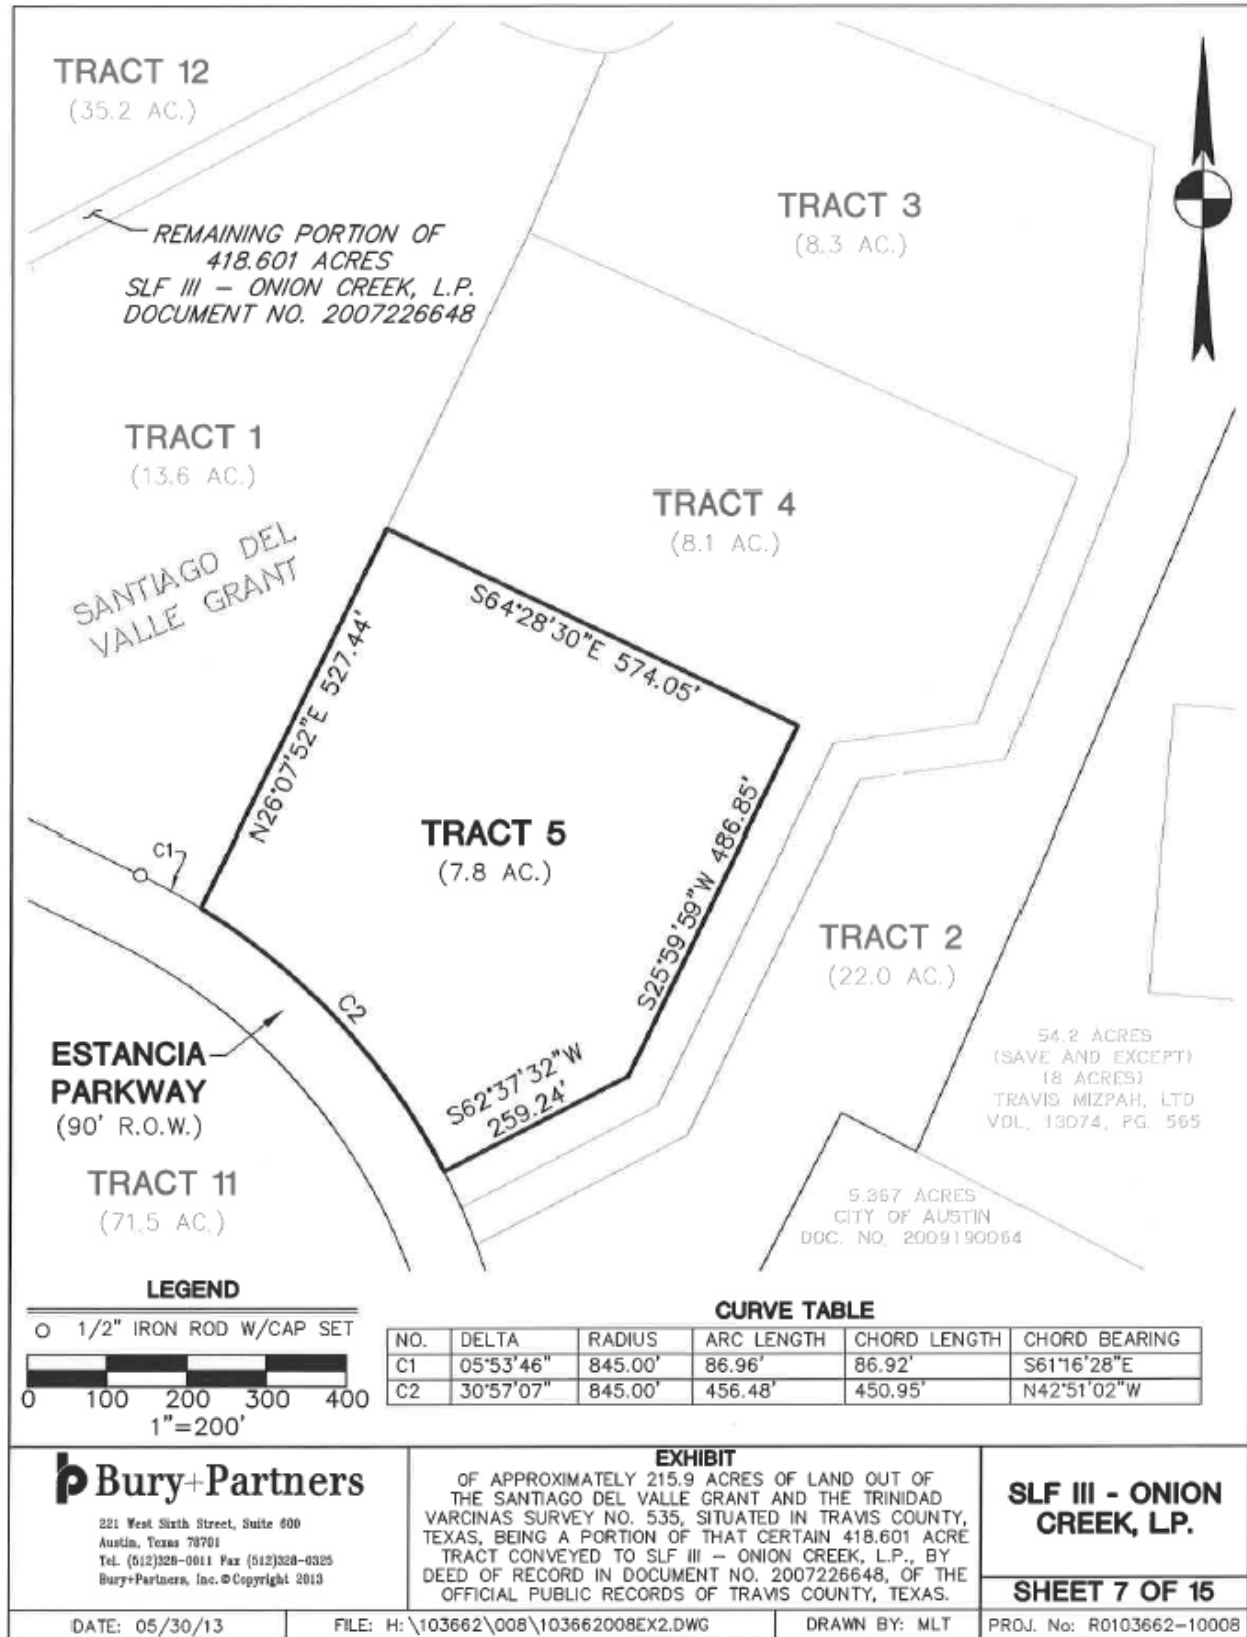 TRACT 12
(35.2 AC.)
REMAINING PORTION OF
418.601 ACRES
SLF III – ONION CREEK, L.P.
DOCUMENT NO. 2007226648
TRACT 3
(8.3 AC.)
TRACT 1
(13.6 AC.)
TRACT 4
(8.1 AC.)
SANTIAGO DEL
VALLE GRANT
S64°28'30"E 574.05'
N26°07'52"E 527.44'
TRACT 5
(7.8 AC.)
S25°59'59"W 486.85'
C1
C2
TRACT 2
(22.0 AC.)
ESTANCIA
PARKWAY
(90' R.O.W.)
S62°37'32"W
259.24'
54.2 ACRES
(SAVE AND EXCEPT)
(8 ACRES)
TRAVIS MIZPAH, LTD
VOL. 13074, PG. 565
TRACT 11
(71.5 AC.)
5.367 ACRES
CITY OF AUSTIN
DOC. NO. 2009190064
LEGEND
1/2" IRON ROD W/CAP SET
0 100 200 300 400
1"=200'
CURVE TABLE
NO. DELTA RADIUS ARC LENGTH CHORD LENGTH CHORD BEARING
C1 05°53'46" 845.00' 86.96' 86.92' S61°16'28"E
C2 30°57'07" 845.00' 456.48' 450.95' N42°51'02"W
Bury+Partners
221 West Sixth Street, Suite 600
Austin, Texas 78701
Tel. (512)328-0011 Fax (512)328-0325
Bury+Partners, Inc.©Copyright 2013
EXHIBIT
OF APPROXIMATELY 215.9 ACRES OF LAND OUT OF
THE SANTIAGO DEL VALLE GRANT AND THE TRINIDAD
VARCINAS SURVEY NO. 535, SITUATED IN TRAVIS COUNTY,
TEXAS, BEING A PORTION OF THAT CERTAIN 418.601 ACRE
TRACT CONVEYED TO SLF III – ONION CREEK, L.P., BY
DEED OF RECORD IN DOCUMENT NO. 2007226648, OF THE
OFFICIAL PUBLIC RECORDS OF TRAVIS COUNTY, TEXAS.
SLF III - ONION
CREEK, L.P.
SHEET 7 OF 15
DATE: 05/30/13
FILE: H:\103662\008\103662008EX2.DWG
DRAWN BY: MLT
PROJ. No: R0103662-10008